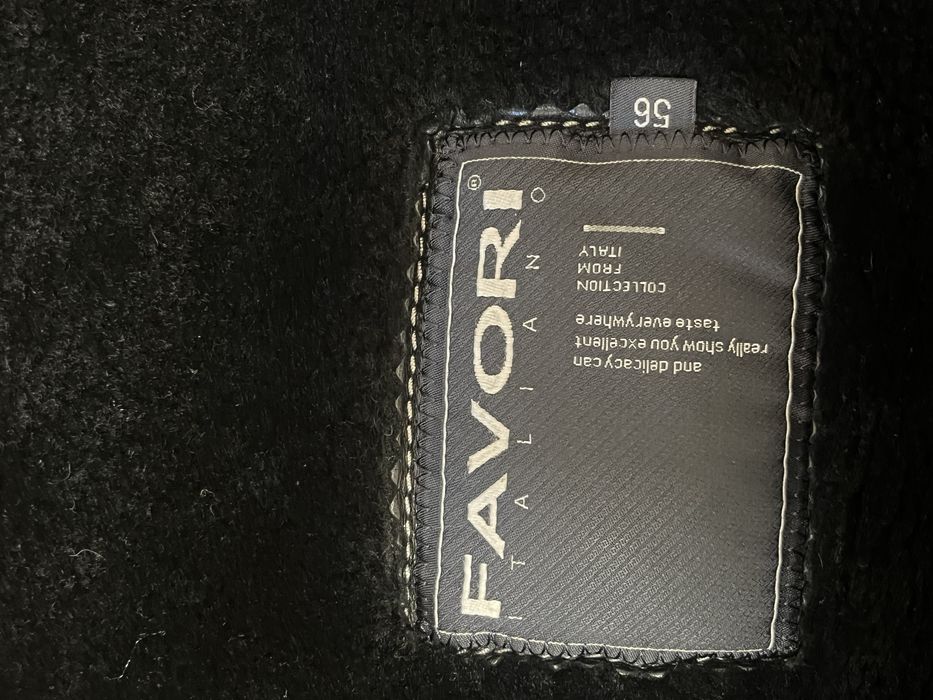 56
FAVORI®
ITALIANO
and delicacy can
really show you excellent
taste everywhere
COLLECTION
FROM
ITALY